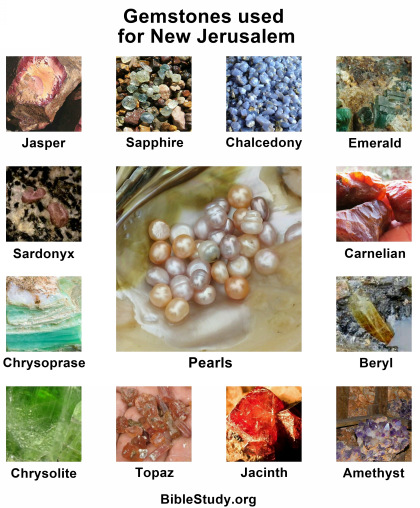 Gemstones used
for New Jerusalem
Jasper
Sapphire
Chalcedony
Emerald
Sardonyx
Carnelian
Chrysoprase
Pearls
Beryl
Chrysolite
Topaz
Jacinth
Amethyst
BibleStudy.org